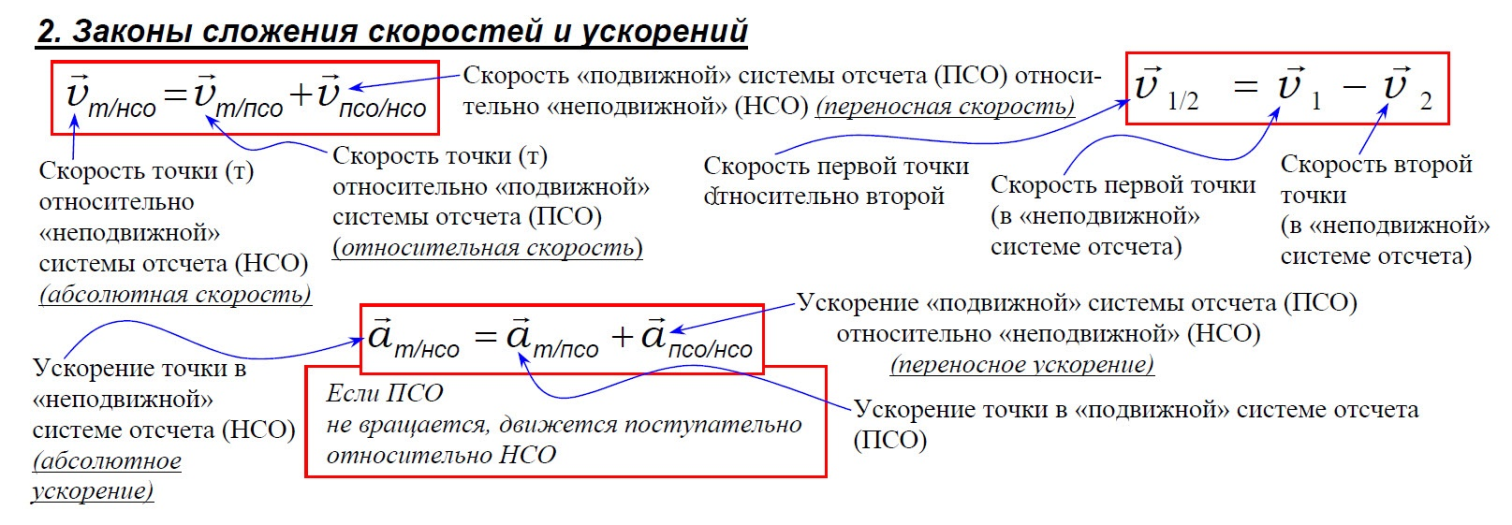 2. Законы сложения скоростей и ускорений
v⃗ т/нсо = v⃗ т/псо + v⃗ псо/нсо
Скорость «подвижной» системы отсчета (ПСО) относи-
тельно «неподвижной» (НСО) (переносная скорость)
v⃗ 1/2 = v⃗ 1 − v⃗ 2
Скорость точки (т)
относительно
«неподвижной»
системы отсчета (НСО)
(абсолютная скорость)
Скорость точки (т)
относительно «подвижной»
системы отсчета (ПСО)
(относительная скорость)
Скорость первой точки
относительно второй
Скорость первой точки
(в «неподвижной»
системе отсчета)
Скорость второй
точки
(в «неподвижной»
системе отсчета)
a⃗ т/нсо = a⃗ т/псо + a⃗ псо/нсо
Ускорение «подвижной» системы отсчета (ПСО)
относительно «неподвижной» (НСО)
(переносное ускорение)
Ускорение точки в
«неподвижной»
системе отсчета (НСО)
(абсолютное
ускорение)
Если ПСО
не вращается, движется поступательно
относительно НСО
Ускорение точки в «подвижной» системе отсчета
(ПСО)